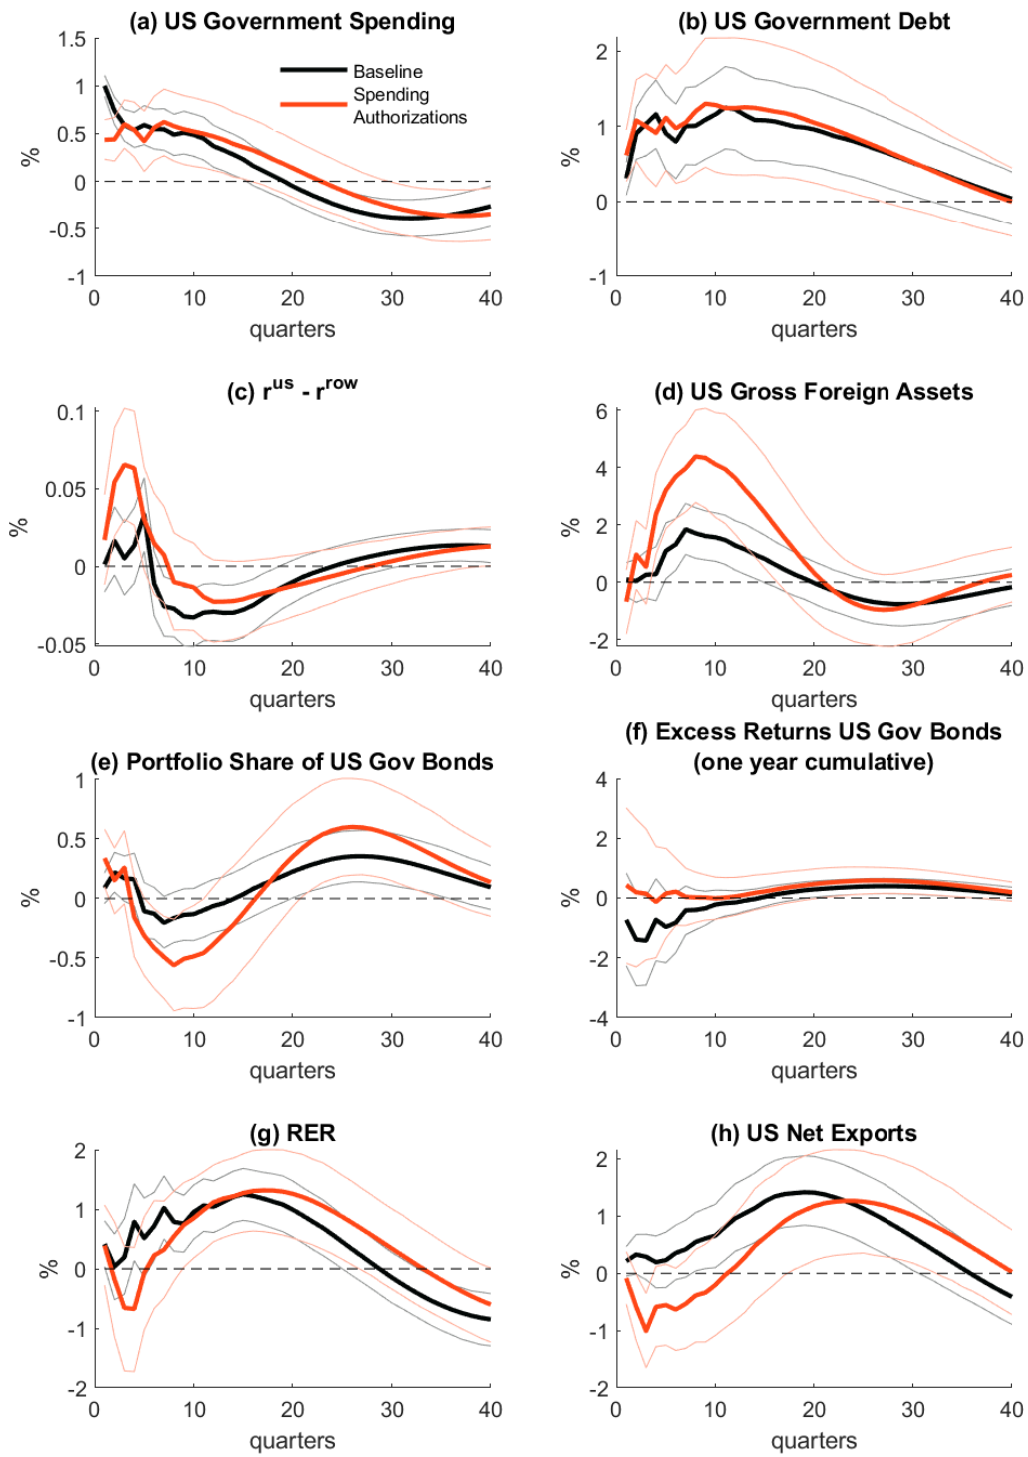 (a) US Government Spending
1.5
1
0.5
0
-0.5
-1
%
0 10 20 30 40
quarters
Baseline
Spending
Authorizations
(b) US Government Debt
2
1
0
-1
%
0 10 20 30 40
quarters
(c) r^us - r^row
0.1
0.05
0
-0.05
%
0 10 20 30 40
quarters
(d) US Gross Foreign Assets
6
4
2
0
-2
%
0 10 20 30 40
quarters
(e) Portfolio Share of US Gov Bonds
1
0.5
0
-0.5
-1
%
0 10 20 30 40
quarters
(f) Excess Returns US Gov Bonds
(one year cumulative)
4
2
0
-2
-4
%
0 10 20 30 40
quarters
(g) RER
2
1
0
-1
-2
%
0 10 20 30 40
quarters
(h) US Net Exports
2
1
0
-1
-2
%
0 10 20 30 40
quarters